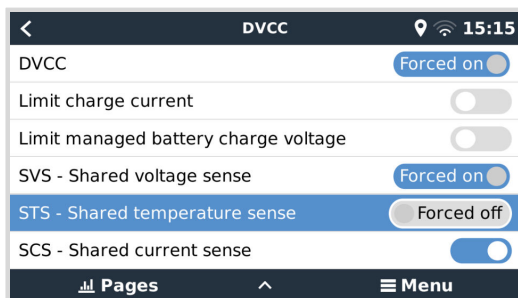 DVCC 15:15
DVCC Forced on
Limit charge current
Limit managed battery charge voltage
SVS - Shared voltage sense Forced on
STS - Shared temperature sense Forced off
SCS - Shared current sense
Pages Menu